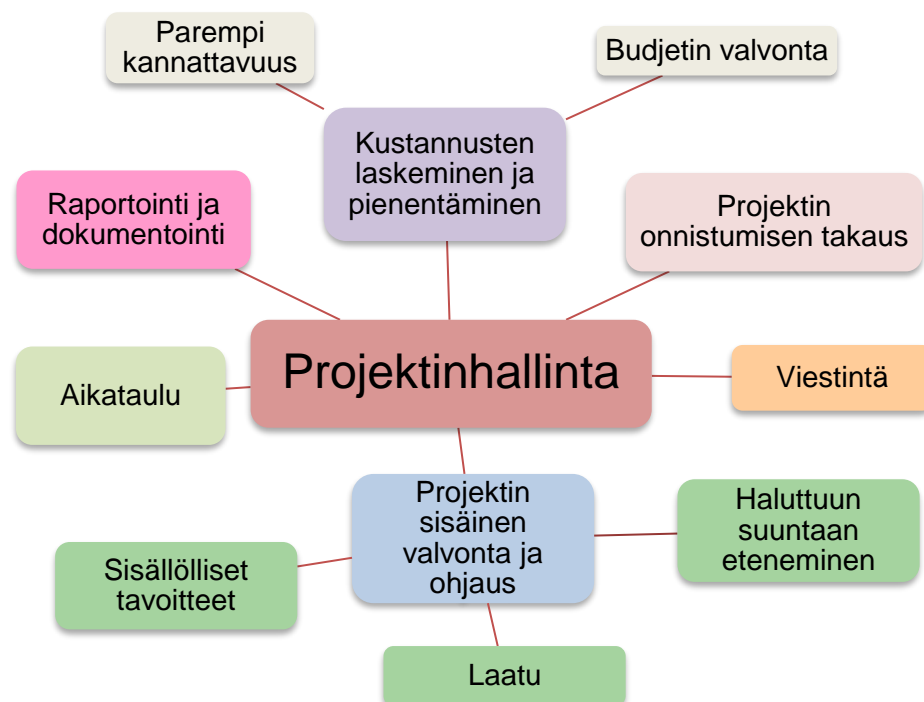 Parempi
kannattavuus
Budjetin valvonta
Kustannusten
laskeminen ja
pienentäminen
Raportointi ja
dokumentointi
Projektin
onnistumisen takaus
Projektinhallinta
Aikataulu
Viestintä
Projektin
sisäinen
valvonta ja
ohjaus
Haluttuun
suuntaan
eteneminen
Sisällölliset
tavoitteet
Laatu